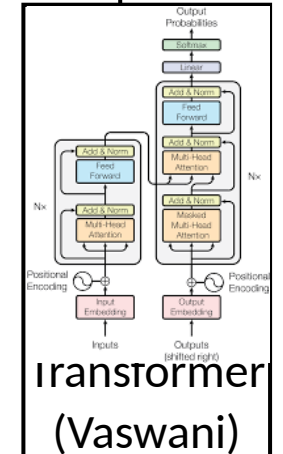 Output
Probabilities
Softmax
Linear
Add & Norm
Feed
Forward
Add & Norm
Multi-Head
Attention
Nx
Add & Norm
Masked
Multi-Head
Attention
Add & Norm
Feed
Forward
Nx
Add & Norm
Multi-Head
Attention
Positional
Encoding
Positional
Encoding
Input
Embedding
Output
Embedding
Inputs
Outputs
(shifted right)
Transformer
(Vaswani)